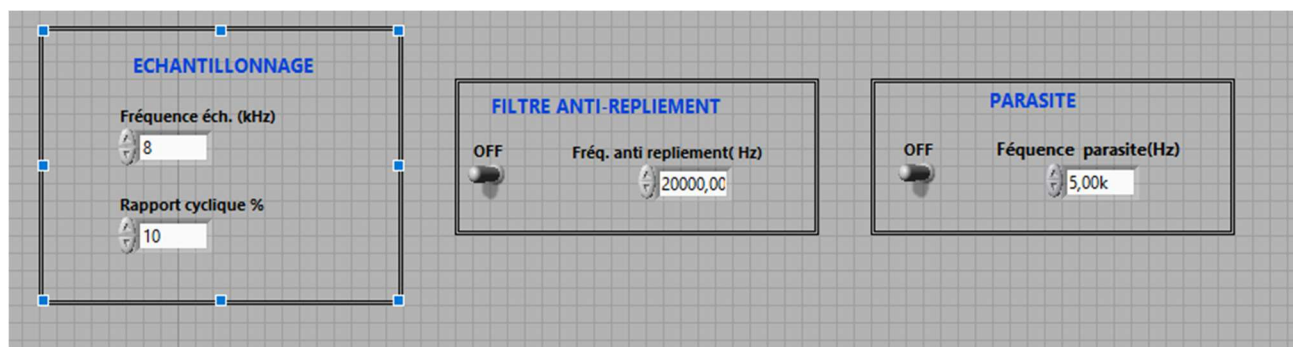 ECHANTILLONNAGE
Fréquence éch. (kHz)
8
Rapport cyclique %
10
FILTRE ANTI-REPLIEMENT
OFF
Fréq. anti repliement( Hz)
20000,00
PARASITE
OFF
Féquence parasite(Hz)
5,00k